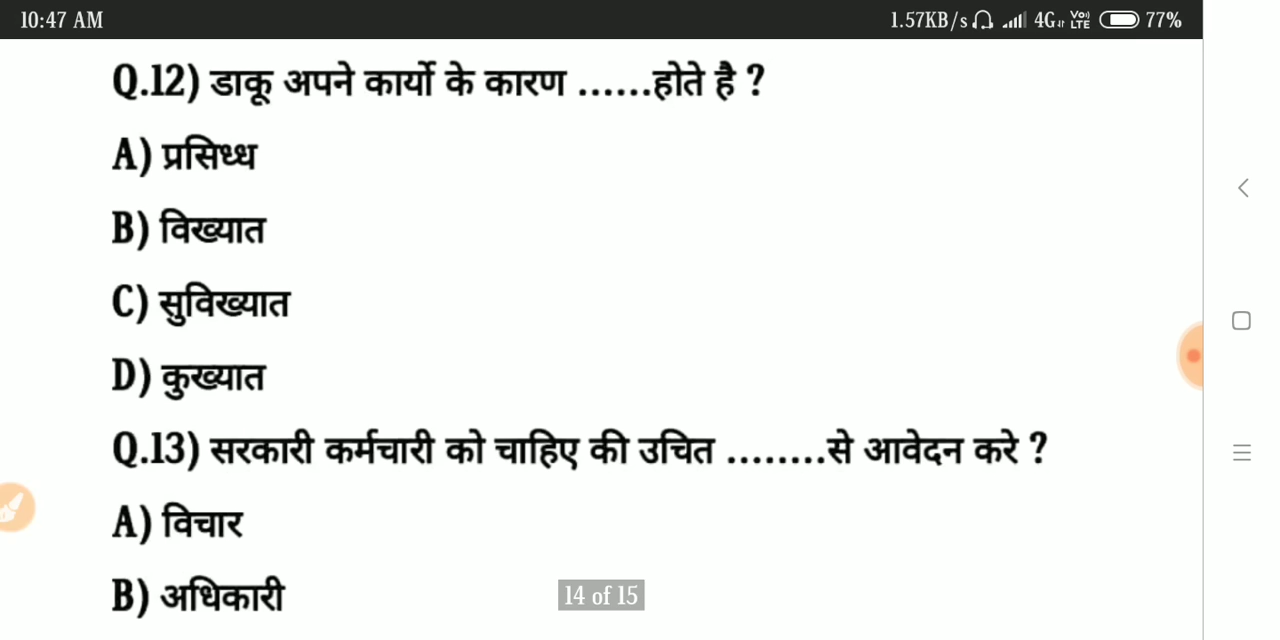 10:47 AM 1.57KB/s 4G VoLTE 77%
Q.12) डाकू अपने कार्यो के कारण ......होते है ?
A) प्रसिध्ध
B) विख्यात
C) सुविख्यात
D) कुख्यात
Q.13) सरकारी कर्मचारी को चाहिए की उचित ........से आवेदन करे ?
A) विचार
B) अधिकारी
14 of 15